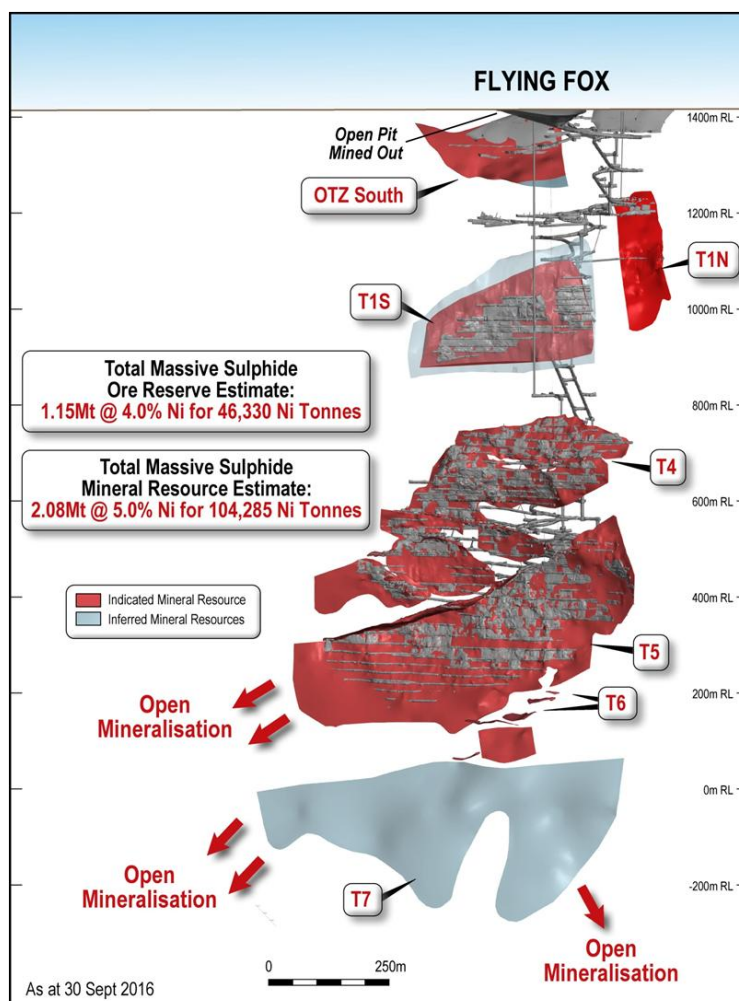 FLYING FOX
1400m RL
Open Pit
Mined Out
OTZ South
1200m RL
T1N
T1S
1000m RL
Total Massive Sulphide
Ore Reserve Estimate:
1.15Mt @ 4.0% Ni for 46,330 Ni Tonnes
800m RL
T4
Total Massive Sulphide
Mineral Resource Estimate:
2.08Mt @ 5.0% Ni for 104,285 Ni Tonnes
600m RL
Indicated Mineral Resource
Inferred Mineral Resources
400m RL
T5
Open
Mineralisation
200m RL
T6
0m RL
Open
Mineralisation
T7
-200m RL
Open
Mineralisation
0
250m
As at 30 Sept 2016